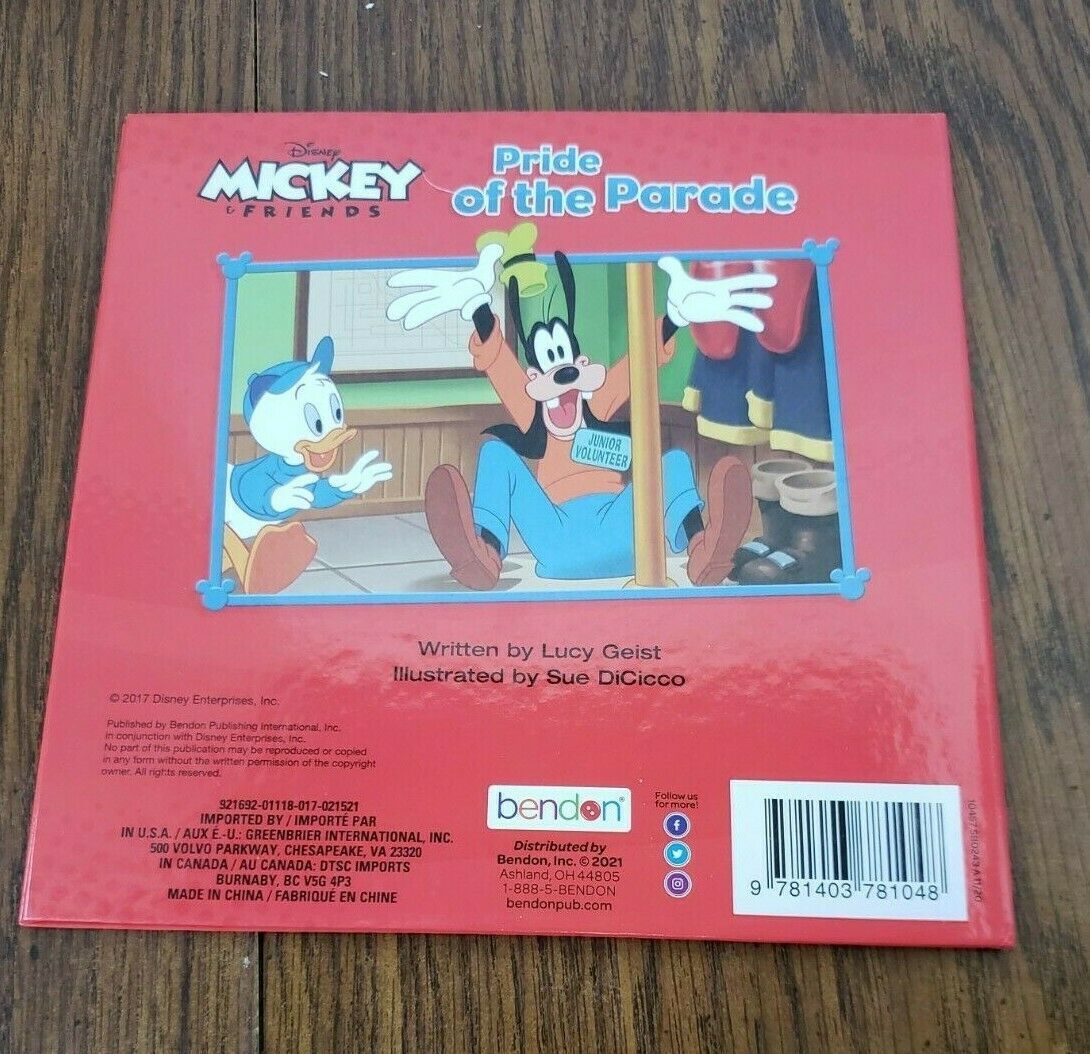 Disney
MICKEY
& FRIENDS
Pride
of the Parade
JUNIOR
VOLUNTEER
Written by Lucy Geist
Illustrated by Sue DiCicco
© 2017 Disney Enterprises, Inc.
Published by Bendon Publishing International, Inc.
in conjunction with Disney Enterprises, Inc.
No part of this publication may be reproduced or copied
in any form without the written permission of the copyright
owner. All rights reserved.
921692-01118-017-021521
IMPORTED BY / IMPORTÉ PAR
IN U.S.A. / AUX É.-U.: GREENBRIER INTERNATIONAL, INC.
500 VOLVO PARKWAY, CHESAPEAKE, VA 23320
IN CANADA / AU CANADA: DTSC IMPORTS
BURNABY, BC V5G 4P3
MADE IN CHINA / FABRIQUÉ EN CHINE
bendon®
Distributed by
Bendon, Inc. © 2021
Ashland, OH 44805
1-888-5-BENDON
bendonpub.com
Follow us
for more!
9 781403 781048